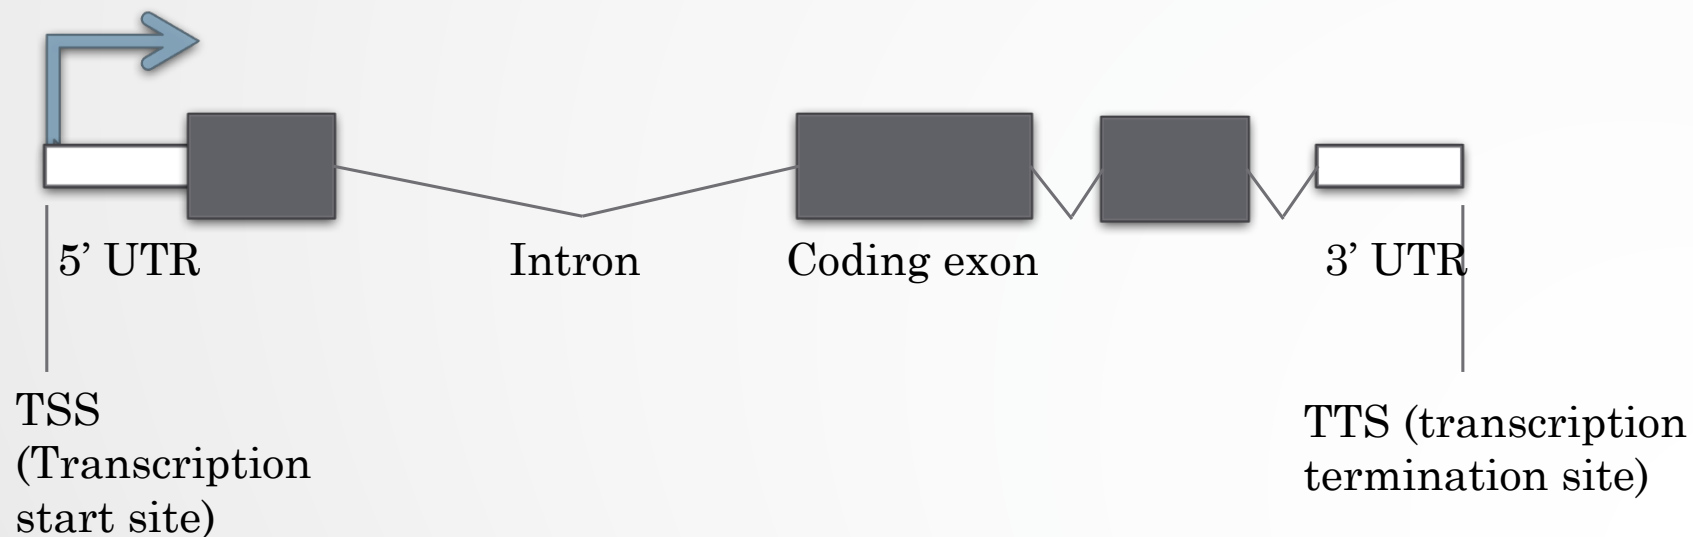 5’ UTR
Intron
Coding exon
3’ UTR
TSS
(Transcription
start site)
TTS (transcription
termination site)